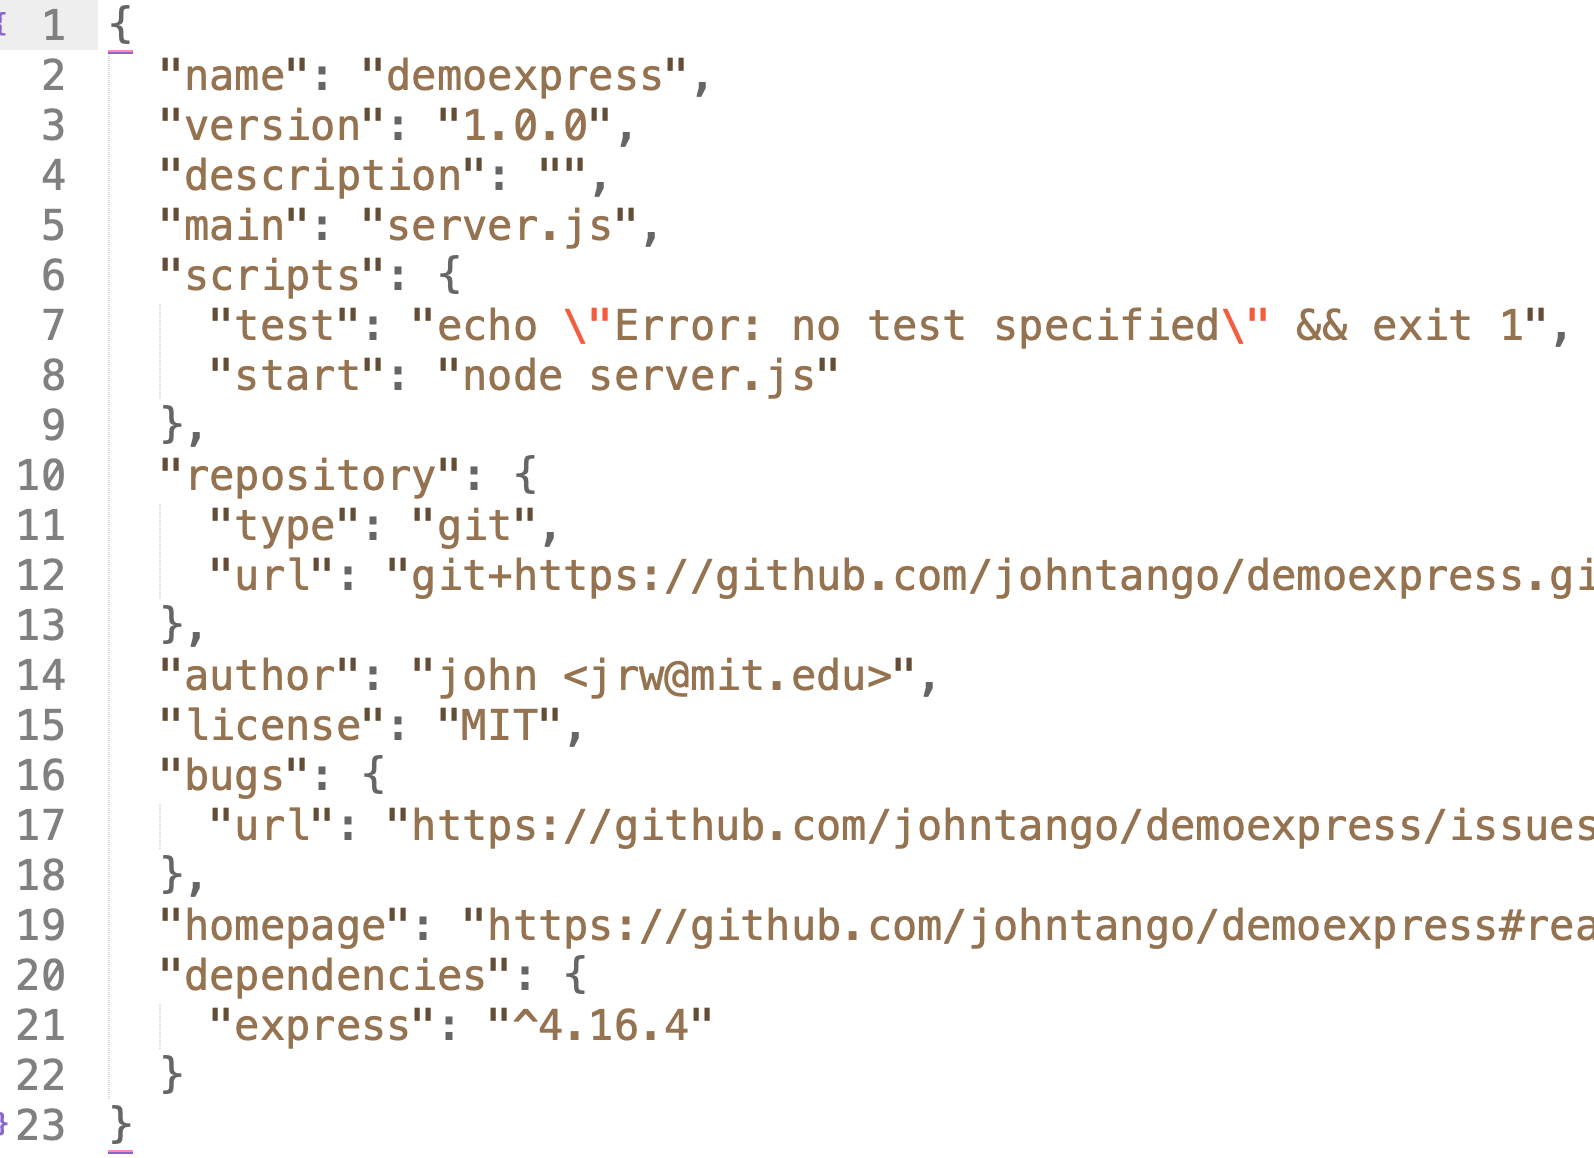 { 1 {
2 "name": "demoexpress",
3 "version": "1.0.0",
4 "description": "",
5 "main": "server.js",
6 "scripts": {
7 "test": "echo \"Error: no test specified\" && exit 1",
8 "start": "node server.js"
9 },
10 "repository": {
11 "type": "git",
12 "url": "git+https://github.com/johntango/demoexpress.gi
13 },
14 "author": "john <jrw@mit.edu>",
15 "license": "MIT",
16 "bugs": {
17 "url": "https://github.com/johntango/demoexpress/issues
18 },
19 "homepage": "https://github.com/johntango/demoexpress#rea
20 "dependencies": {
21 "express": "^4.16.4"
22 }
} 23 }